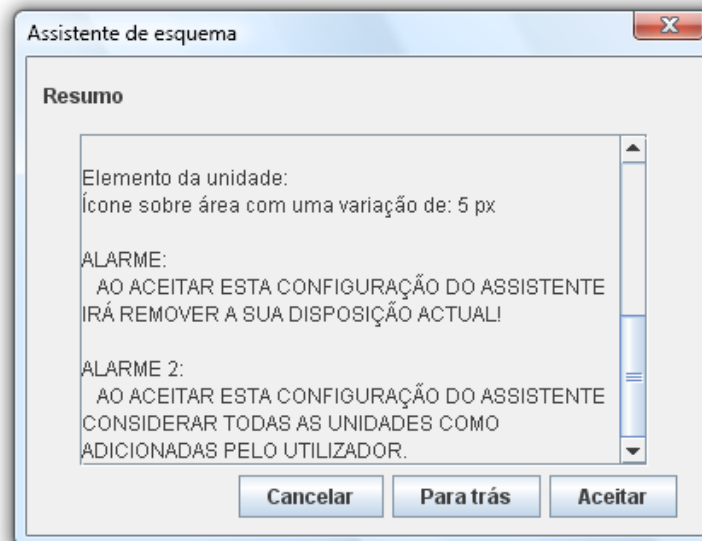 Assistente de esquema
Resumo
Elemento da unidade:
Ícone sobre área com uma variação de: 5 px
ALARME:
AO ACEITAR ESTA CONFIGURAÇÃO DO ASSISTENTE
IRÁ REMOVER A SUA DISPOSIÇÃO ACTUAL!
ALARME 2:
AO ACEITAR ESTA CONFIGURAÇÃO DO ASSISTENTE
CONSIDERAR TODAS AS UNIDADES COMO
ADICIONADAS PELO UTILIZADOR.
Cancelar Para trás Aceitar